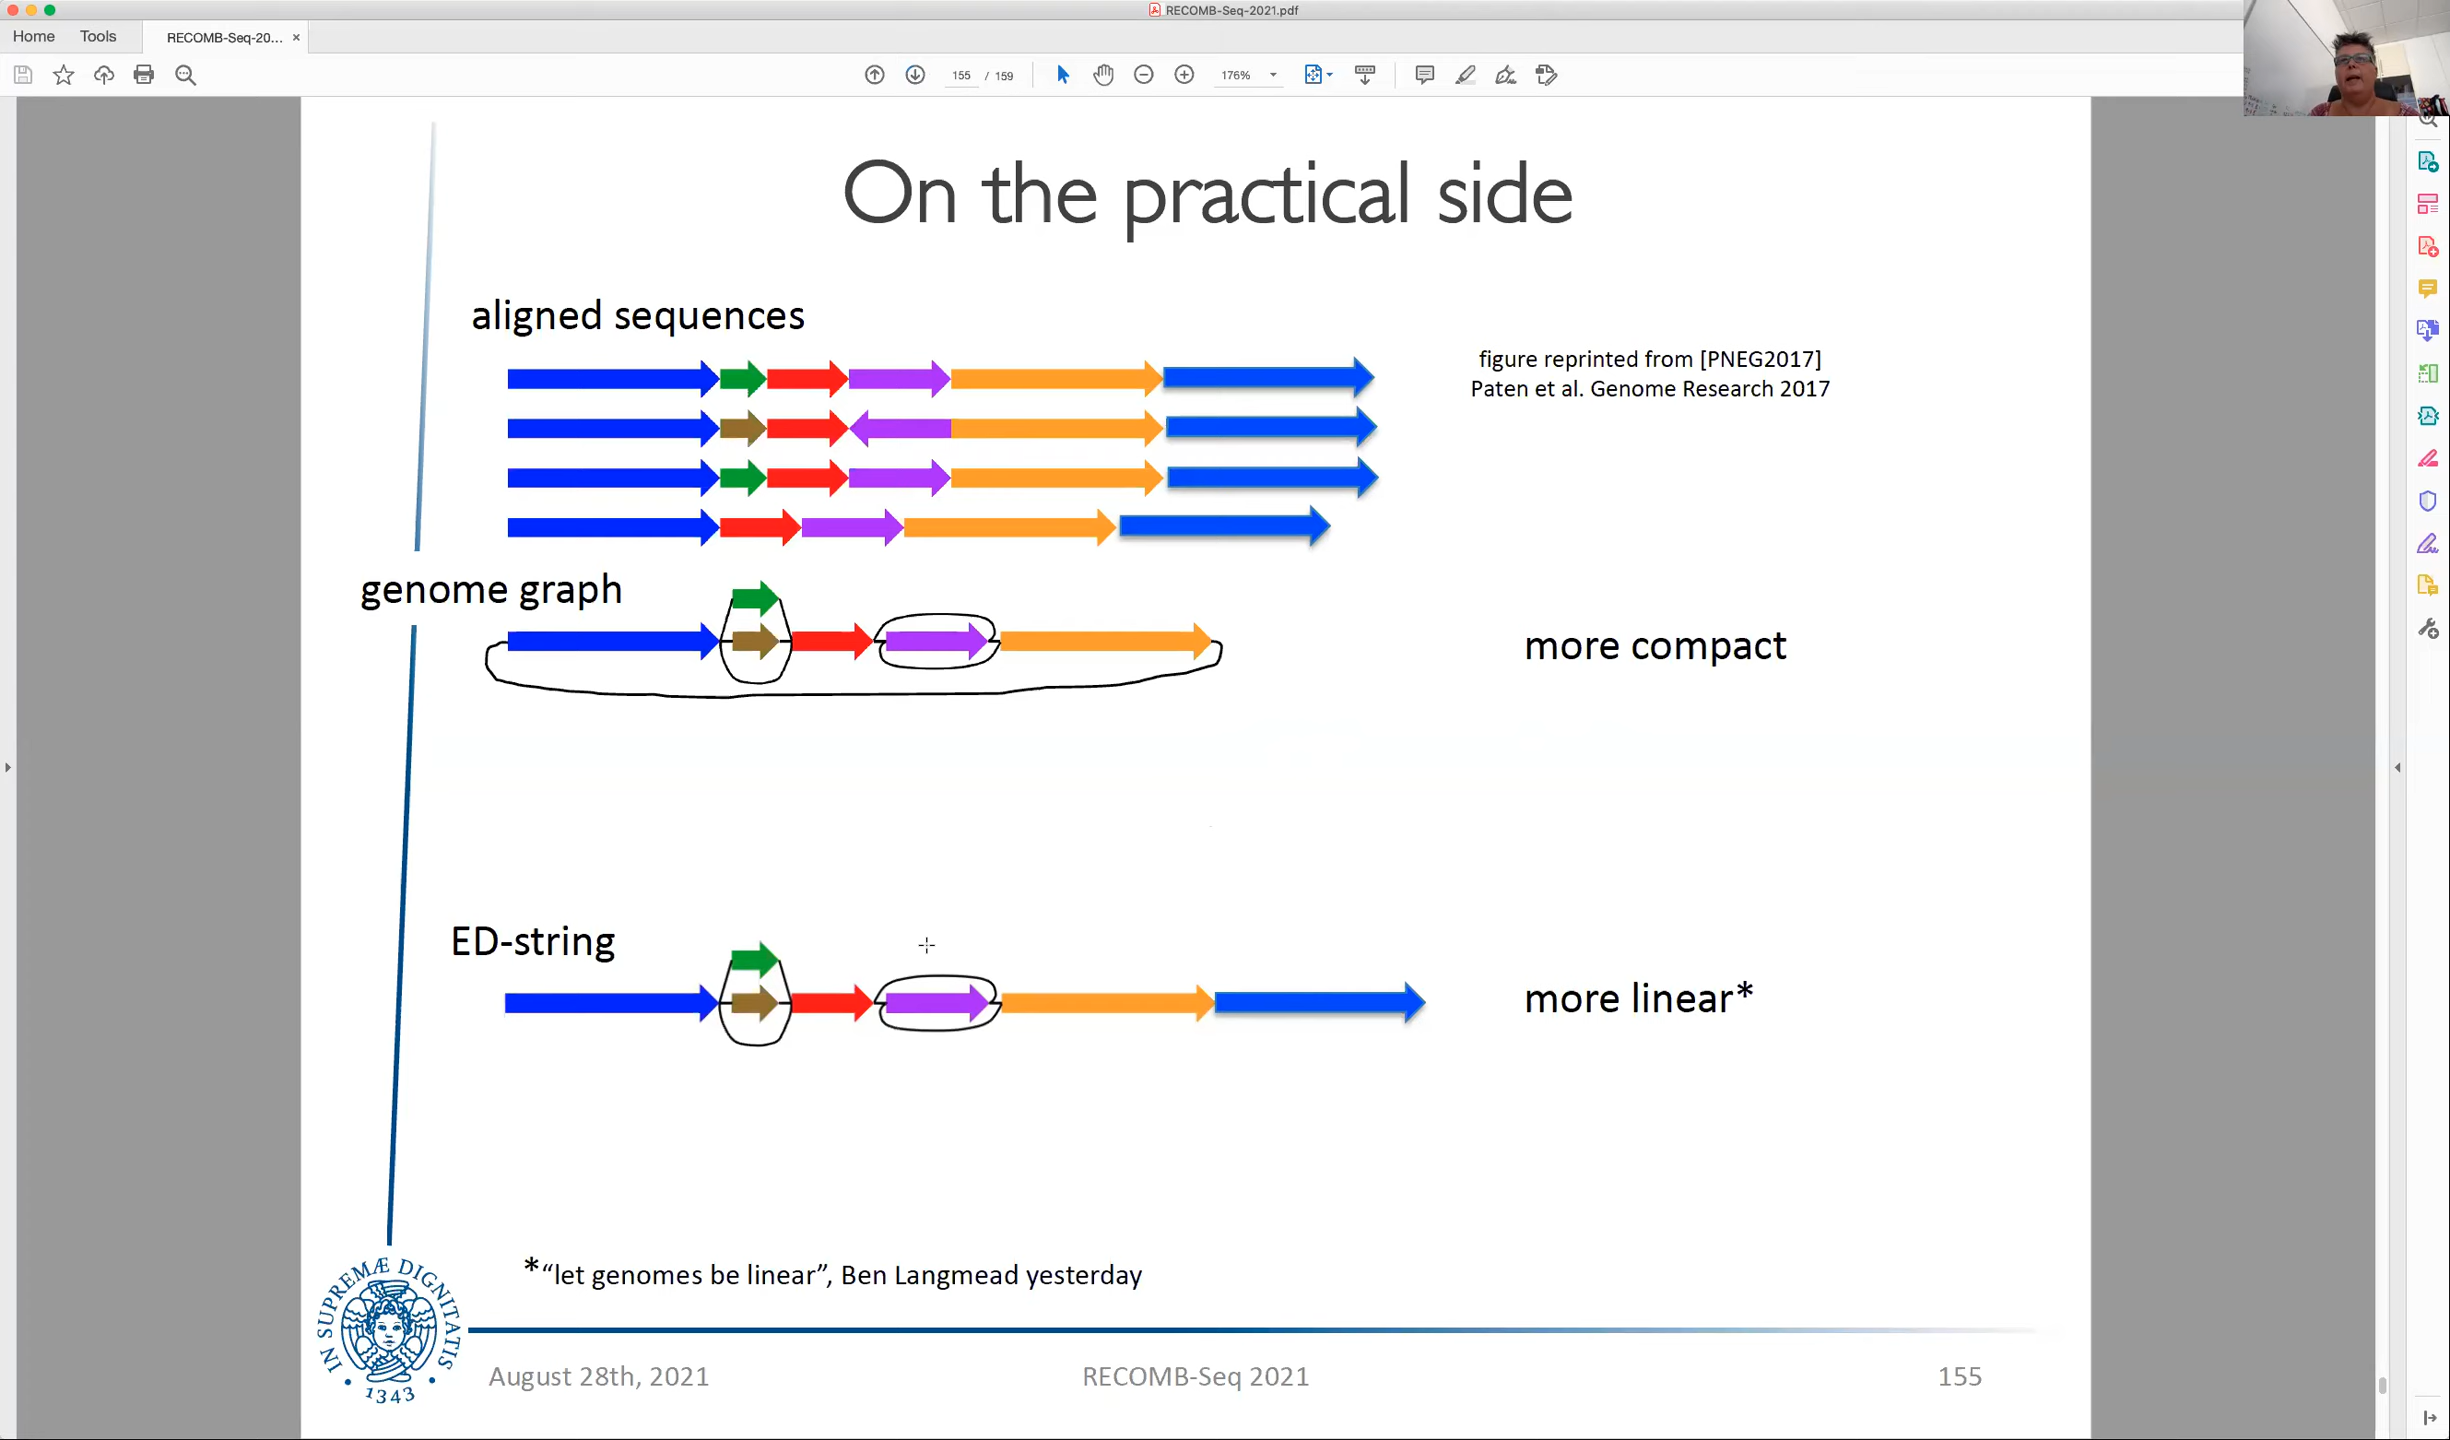 RECOMB-Seq-2021.pdf
Home
Tools
RECOMB-Seq-20...
155 / 159
176%
On the practical side
aligned sequences
figure reprinted from [PNEG2017]
Paten et al. Genome Research 2017
genome graph
more compact
ED-string
more linear*
*“let genomes be linear”, Ben Langmead yesterday
IN SUPREMÆ DIGNITATIS
1343
August 28th, 2021
RECOMB-Seq 2021
155